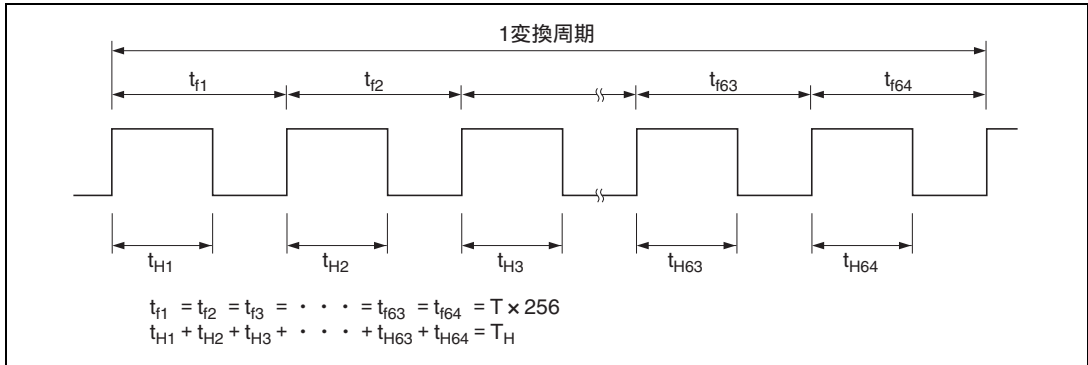 1変換周期
tf1 tf2 tf63 tf64
tH1 tH2 tH3 tH63 tH64
tf1 = tf2 = tf3 = ・ ・ ・ = tf63 = tf64 = T × 256
tH1 + tH2 + tH3 + ・ ・ ・ + tH63 + tH64 = TH